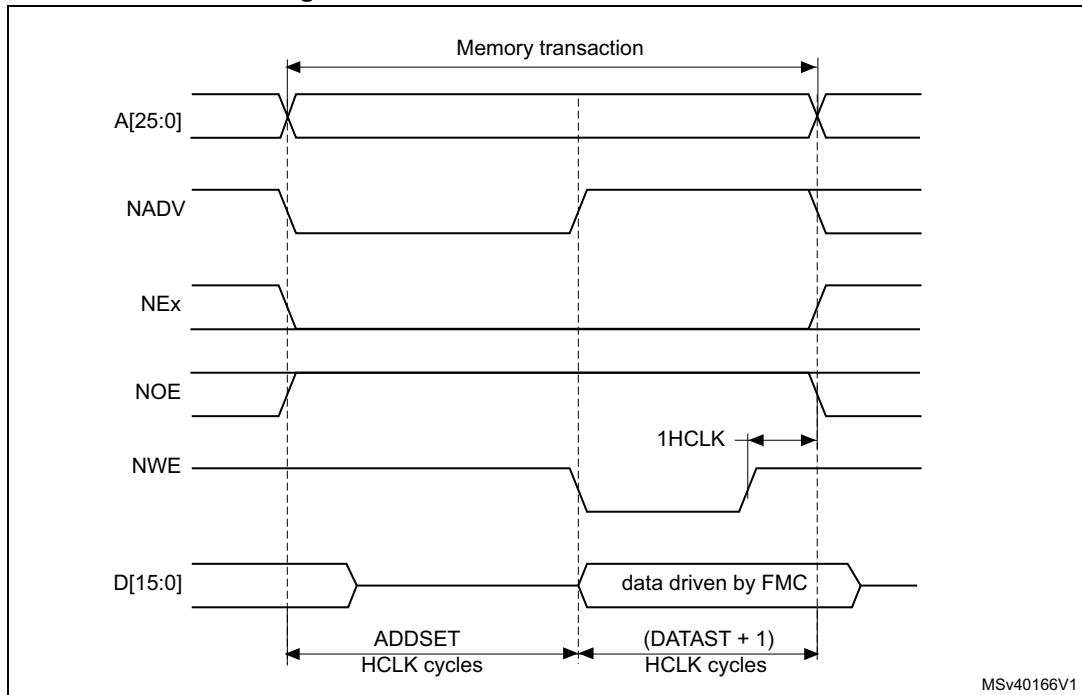 Memory transaction
A[25:0]
NADV
NEx
NOE
1HCLK
NWE
D[15:0]
data driven by FMC
ADDSET
HCLK cycles
(DATAST + 1)
HCLK cycles
MSv40166V1